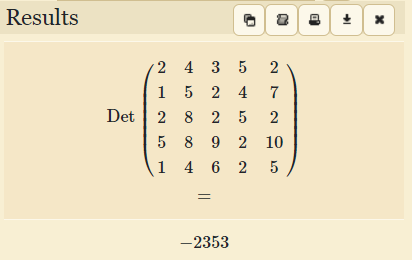 Results
2 4 3 5 2
1 5 2 4 7
Det 2 8 2 5 2
5 8 9 2 10
1 4 6 2 5
=
−2353